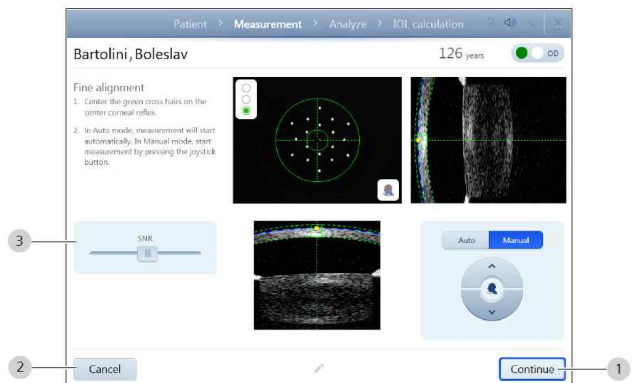 Patient > Measurement > Analyze > IOL calculation ?
Bartolini, Boleslav 126 years OD
Fine alignment
1. Center the green cross hairs on the
center corneal reflex.
2. In Auto mode, measurement will start
automatically. In Manual mode, start
measurement by pressing the joystick
button.
3
SNR
Auto Manual
2
Cancel
Continue
1